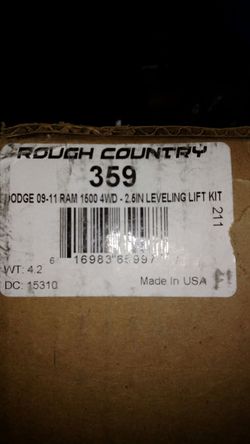 ROUGH COUNTRY
359
DODGE 09-11 RAM 1500 4WD - 2.5IN LEVELING LIFT KIT
211
WT: 4.2
Made In USA
DC: 15310